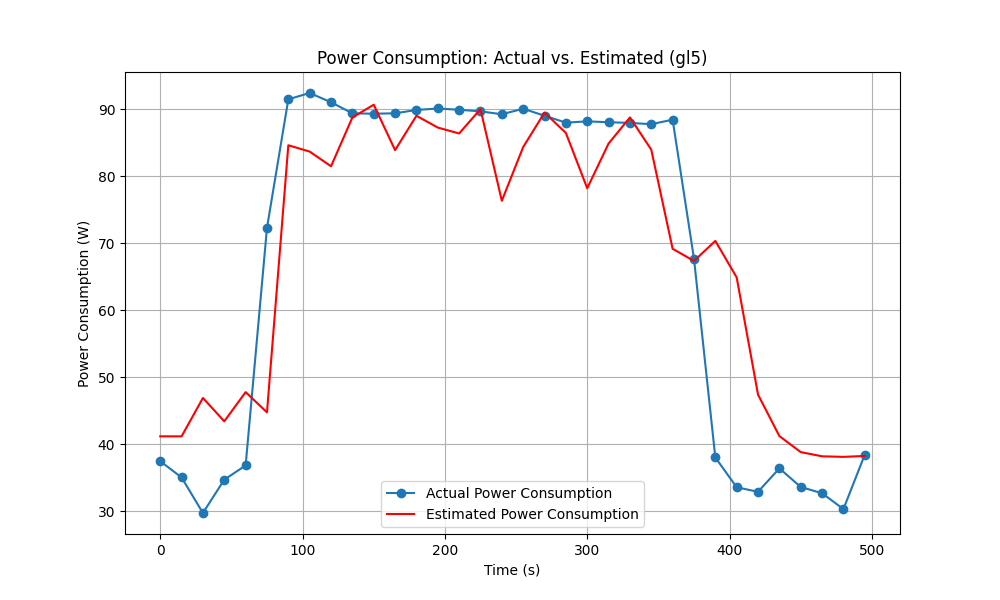 Power Consumption: Actual vs. Estimated (gl5)
Power Consumption (W)
90
80
70
60
50
40
30
Actual Power Consumption
Estimated Power Consumption
0 100 200 300 400 500
Time (s)